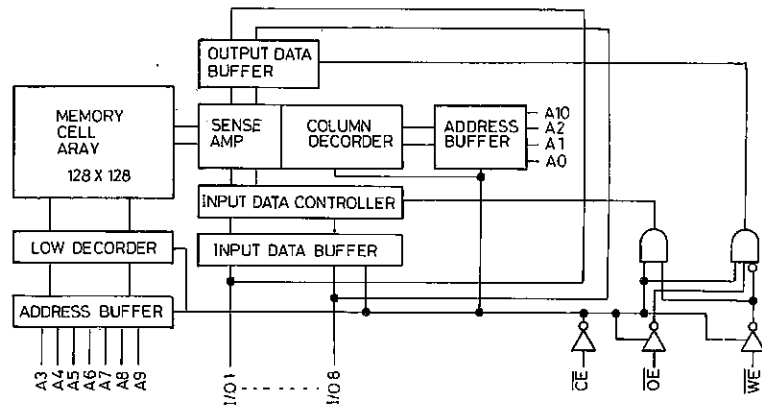 OUTPUT DATA
BUFFER
MEMORY
CELL
ARAY
128 X 128
SENSE
AMP
COLUMN
DECORDER
ADDRESS
BUFFER
A10
A2
A1
A0
INPUT DATA CONTROLLER
LOW DECORDER
INPUT DATA BUFFER
ADDRESS BUFFER
A3
A4
A5
A6
A7
A8
A9
I/O 1
I/O 8
CE
OE
WE